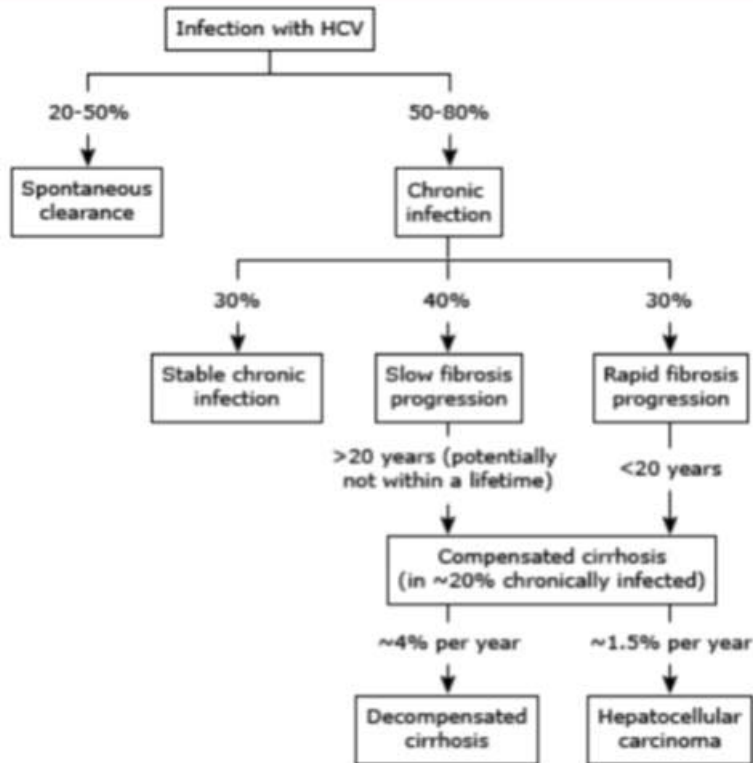 Infection with HCV
20-50%
50-80%
Spontaneous
clearance
Chronic
infection
30%
40%
30%
Stable chronic
infection
Slow fibrosis
progression
Rapid fibrosis
progression
>20 years (potentially
not within a lifetime)
<20 years
Compensated cirrhosis
(in ~20% chronically infected)
~4% per year
~1.5% per year
Decompensated
cirrhosis
Hepatocellular
carcinoma